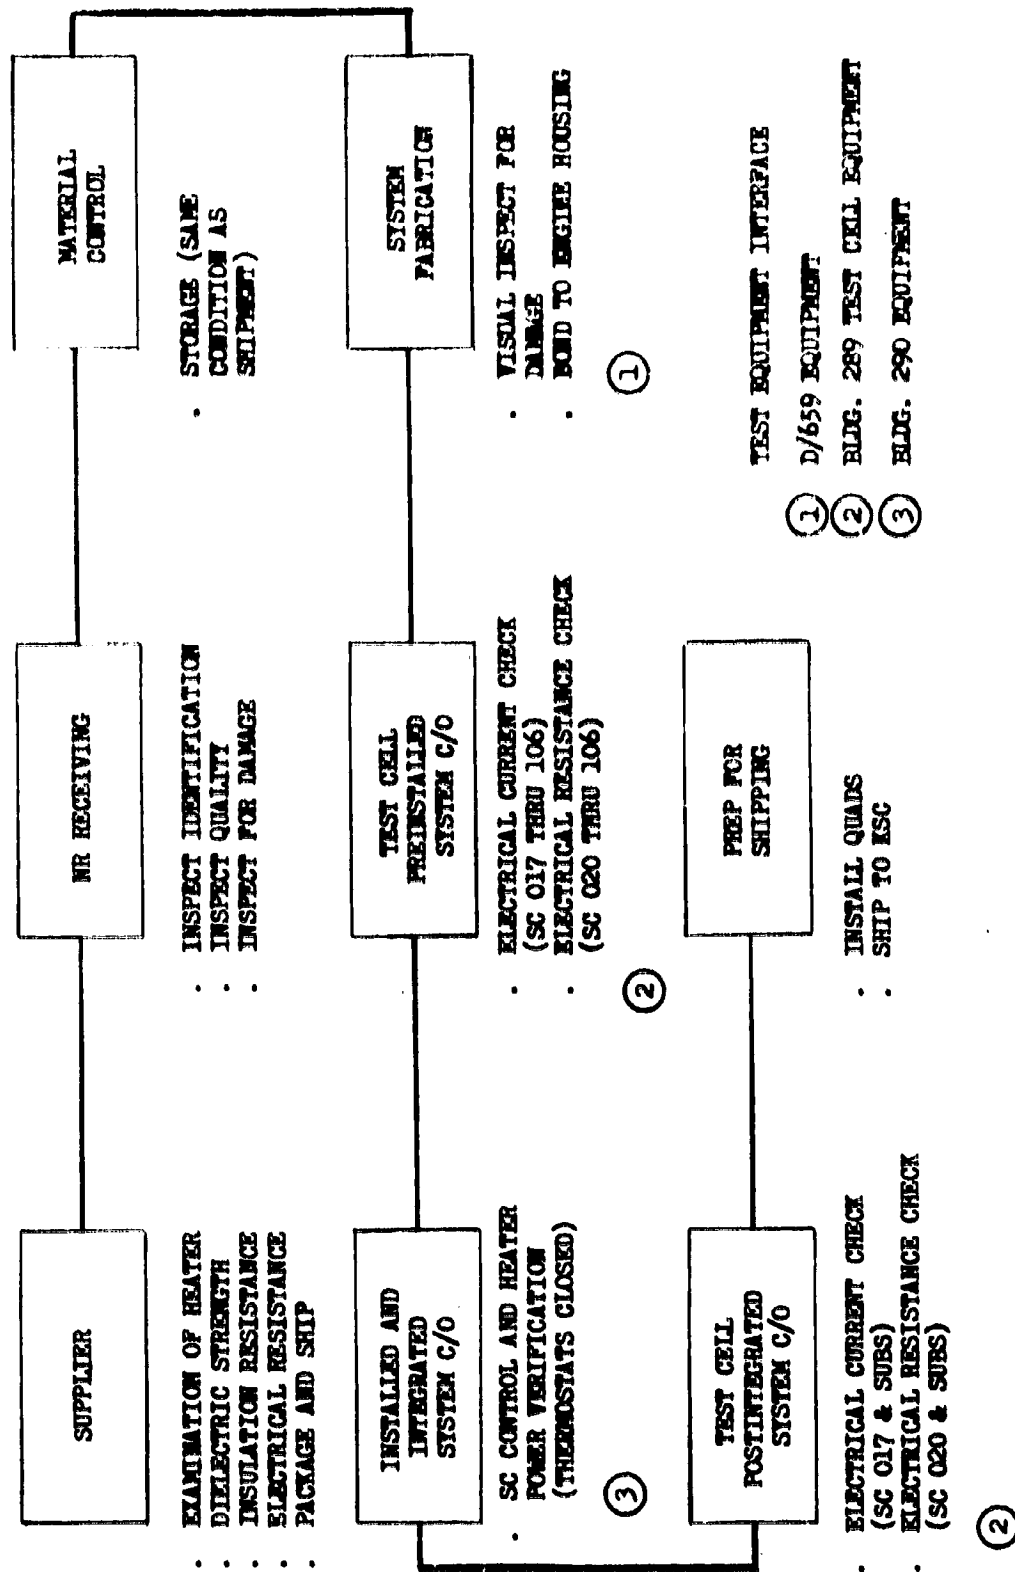 SUPPLIER
· EXAMINATION OF HEATER
· DIELECTRIC STRENGTH
· INSULATION RESISTANCE
· ELECTRICAL RESISTANCE
· PACKAGE AND SHIP
NR RECEIVING
· INSPECT IDENTIFICATION
· INSPECT QUALITY
· INSPECT FOR DAMAGE
MATERIAL
CONTROL
· STORAGE (SAME
CONDITION AS
SHIPMENT)
INSTALLED AND
INTEGRATED
SYSTEM C/O
· SC CONTROL AND HEATER
POWER VERIFICATION
(THERMOSTATS CLOSED)
3
TEST CELL
PREINSTALLED
SYSTEM C/O
· ELECTRICAL CURRENT CHECK
(SC 017 THRU 106)
· ELECTRICAL RESISTANCE CHECK
(SC 020 THRU 106)
2
SYSTEM
FABRICATION
· VISUAL INSPECT FOR
DAMAGE
· BOND TO ENGINE HOUSING
1
TEST CELL
POSTINTEGRATED
SYSTEM C/O
· ELECTRICAL CURRENT CHECK
(SC 017 & SUBS)
· ELECTRICAL RESISTANCE CHECK
(SC 020 & SUBS)
2
PREP FOR
SHIPPING
· INSTALL QUADS
· SHIP TO KSC
TEST EQUIPMENT INTERFACE
1 D/659 EQUIPMENT
2 BLDG. 289 TEST CELL EQUIPMENT
3 BLDG. 290 EQUIPMENT